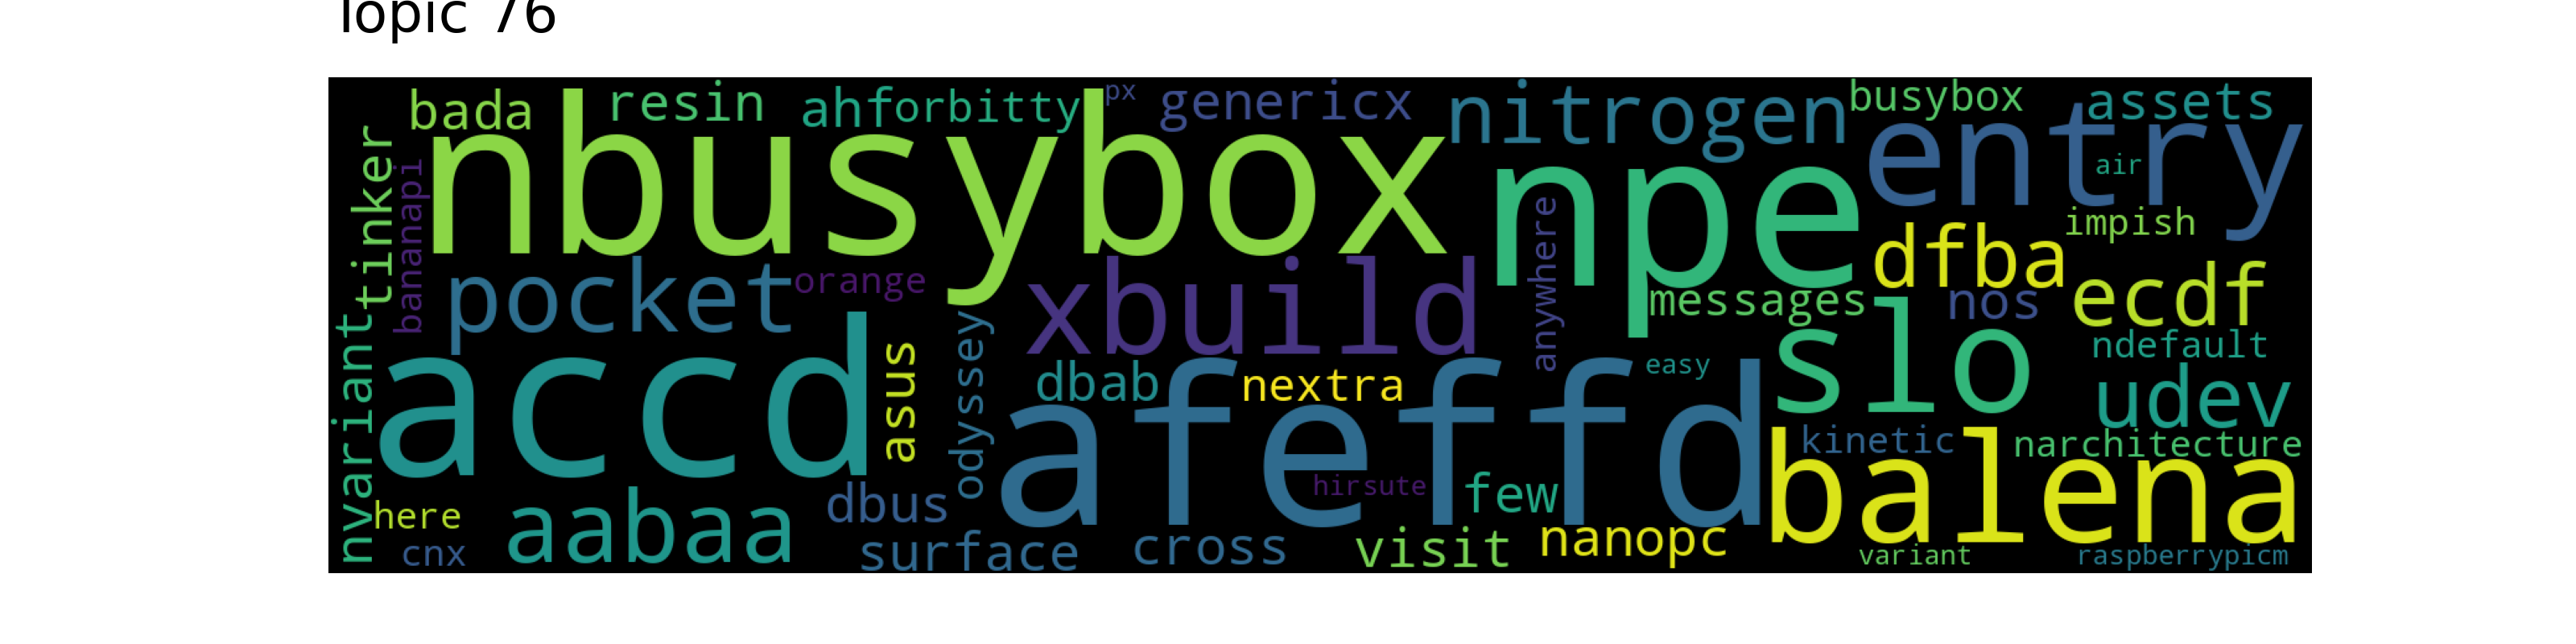 Topic 76
bada resin ahforbitty px genericx nitrogen busybox assets
tinker bananapi nbusybox npe entry air
anywhere dfba impish
pocket orange xbuild messages nos ecdf
nvariant accd asus odyssey dbab nextra easy slo ndefault
udev
afeffd hirsute few kinetic narchitecture
here aabaa dbus balena
cnx surface cross visit nanopc variant raspberrypicm